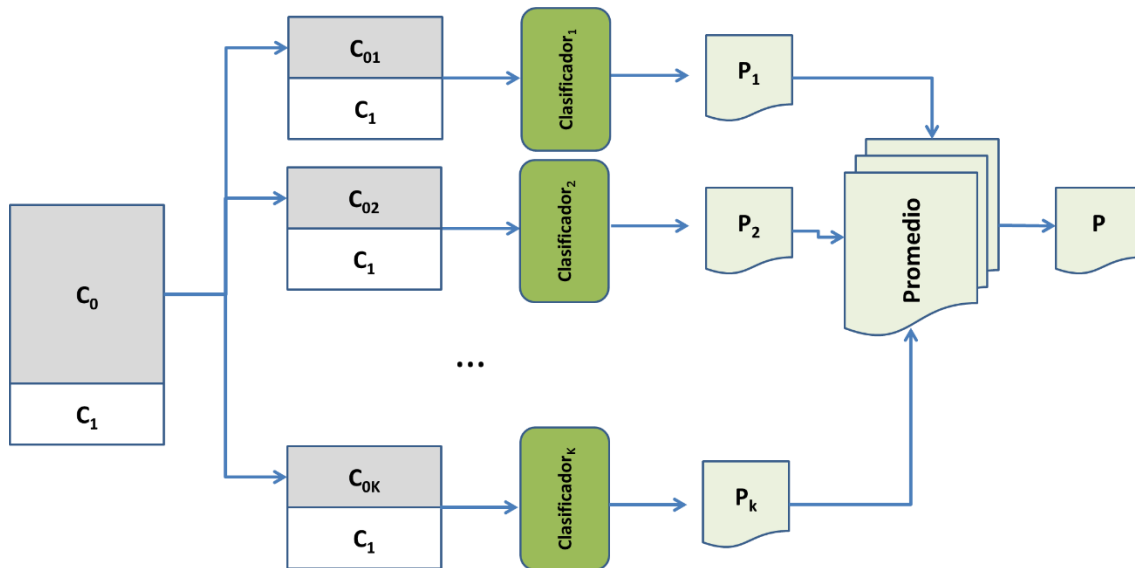 C₀
C₁
C₀₁
C₁
Clasificador₁
P₁
C₀₂
C₁
Clasificador₂
P₂
...
C₀K
C₁
ClasificadorK
Pₖ
Promedio
P